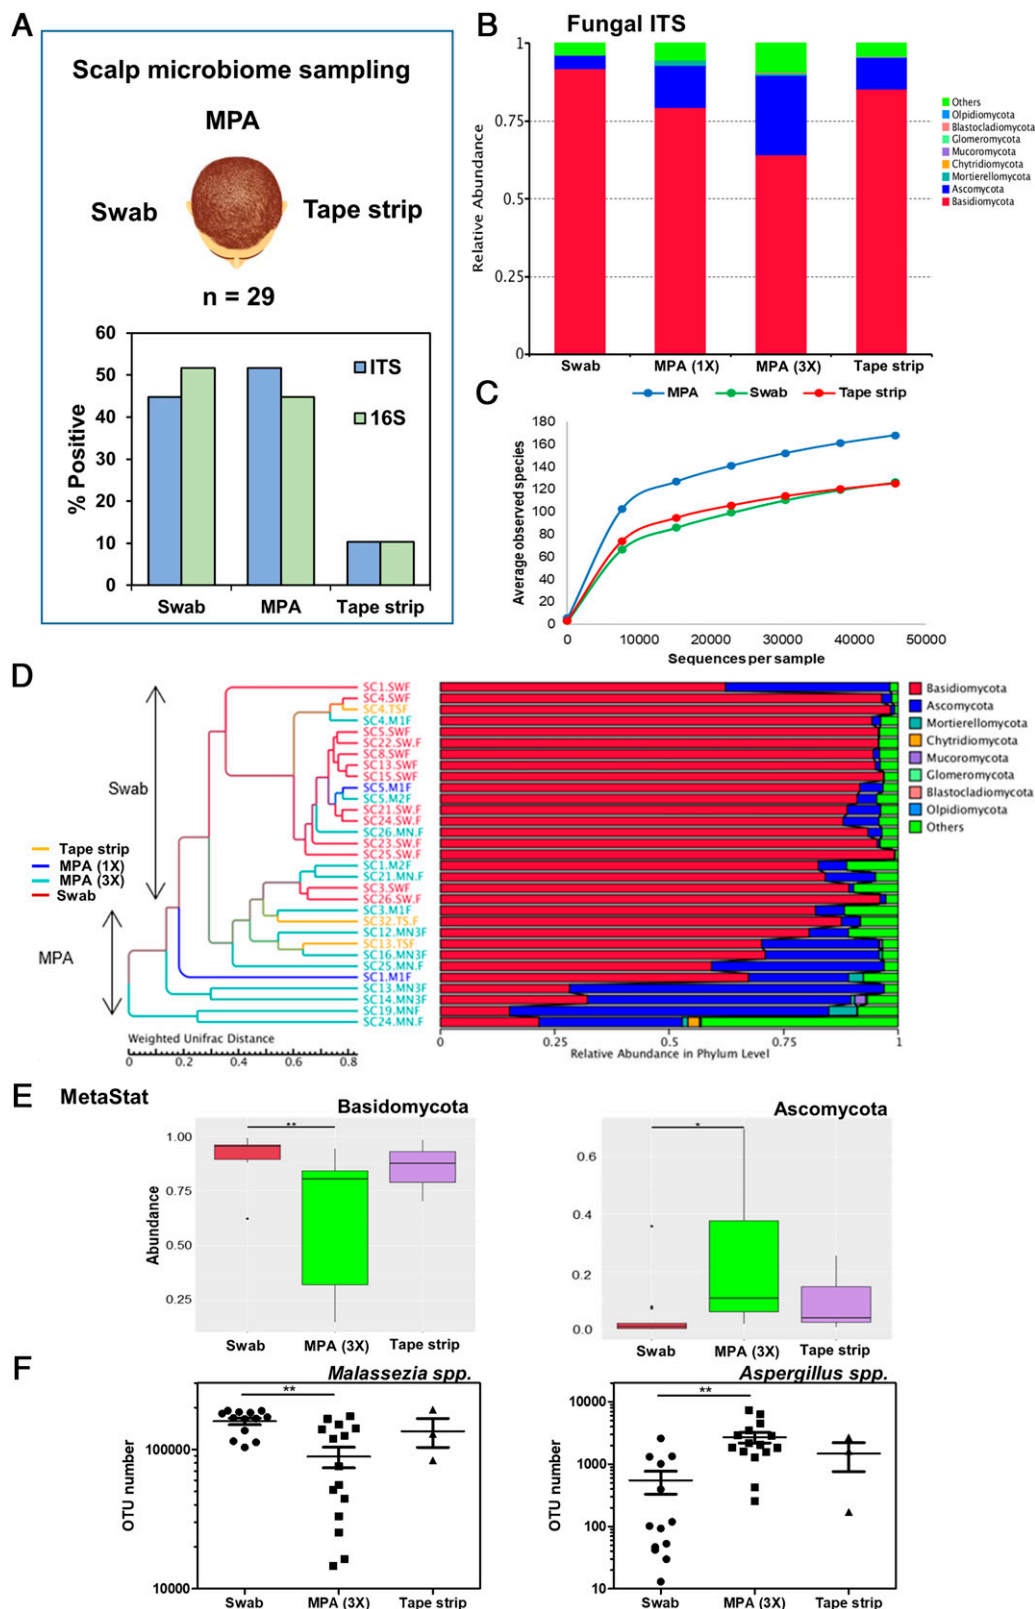 A
Scalp microbiome sampling
MPA
Swab
Tape strip
n = 29
60
50
40
30
20
10
0
% Positive
ITS
16S
Swab MPA Tape strip
B
Fungal ITS
1
0.75
0.5
0.25
0
Relative Abundance
Swab MPA (1X) MPA (3X) Tape strip
Others
Olpidiomycota
Blastocladiomycota
Glomeromycota
Mucoromycota
Chytridiomycota
Mortierellomycota
Ascomycota
Basidiomycota
C
MPA Swab Tape strip
180
160
140
120
100
80
60
40
20
0
Average observed species
0 10000 20000 30000 40000 50000
Sequences per sample
D
Swab
MPA
Tape strip
MPA (1X)
MPA (3X)
Swab
SC1.SWF
SC4.SWF
SC4.TSF
SC4.M1F
SC5.SWF
SC22.SW.F
SC8.SWF
SC13.SWF
SC15.SWF
SC5.M1F
SC5.M2F
SC21.SW.F
SC24.SW.F
SC26.MN.F
SC23.SW.F
SC25.SW.F
SC1.M2F
SC21.MN.F
SC3.SWF
SC26.SW.F
SC3.M1F
SC32.TS.F
SC12.MN3F
SC13.TSF
SC16.MN3F
SC25.MN.F
SC1.M1F
SC13.MN3F
SC14.MN3F
SC19.MNF
SC24.MN.F
Weighted Unifrac Distance
0 0.2 0.4 0.6 0.8
0 0.25 0.5 0.75 1
Relative Abundance in Phylum Level
Basidiomycota
Ascomycota
Mortierellomycota
Chytridiomycota
Mucoromycota
Glomeromycota
Blastocladiomycota
Olpidiomycota
Others
E
MetaStat
Basidomycota
**
1.00
0.75
0.50
0.25
Abundance
Swab MPA (3X) Tape strip
Ascomycota
*
0.6
0.4
0.2
0.0
Swab MPA (3X) Tape strip
F
Malassezia spp.
**
100000
10000
OTU number
Swab MPA (3X) Tape strip
Aspergillus spp.
**
10000
1000
100
10
OTU number
Swab MPA (3X) Tape strip